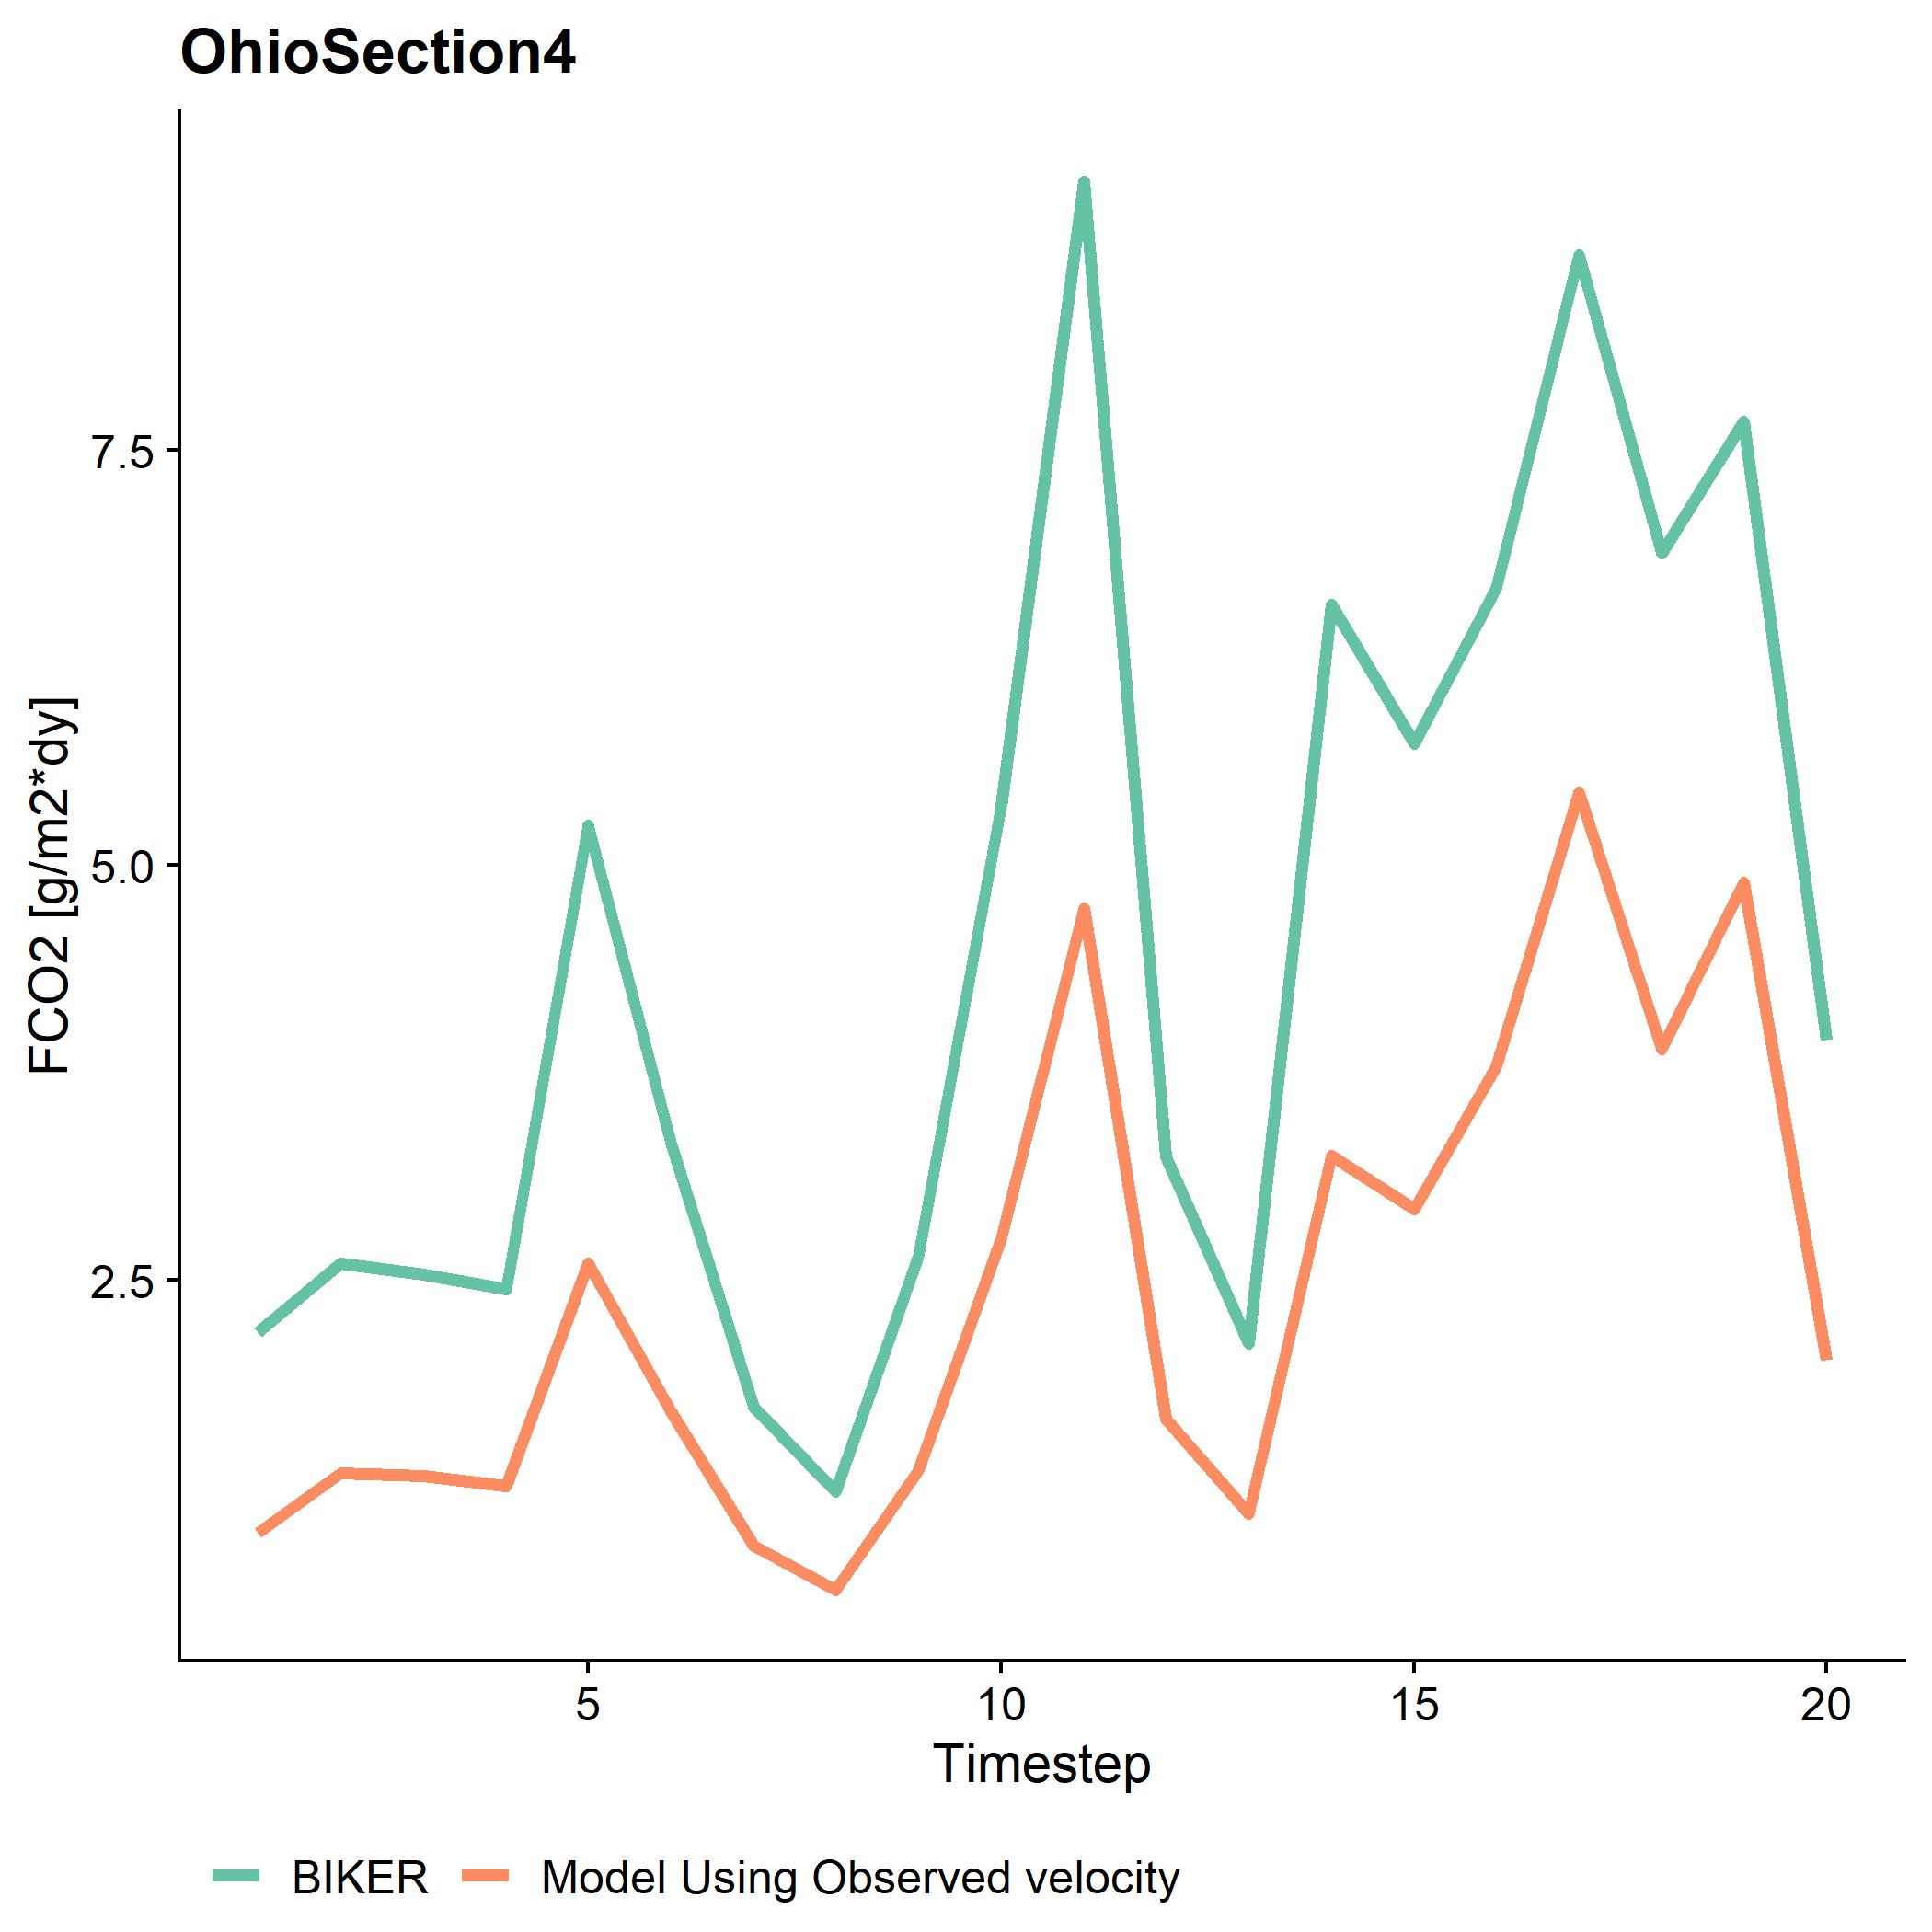 OhioSection4
FCO2 [g/m2*dy]
7.5
5.0
2.5
5
10
15
20
Timestep
BIKER
Model Using Observed velocity